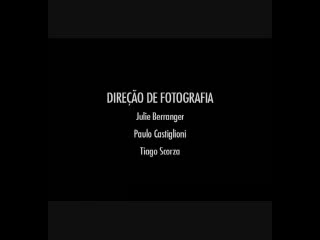 DIREÇÃO DE FOTOGRAFIA
Julie Berranger
Paulo Castiglioni
Tiago Scorza